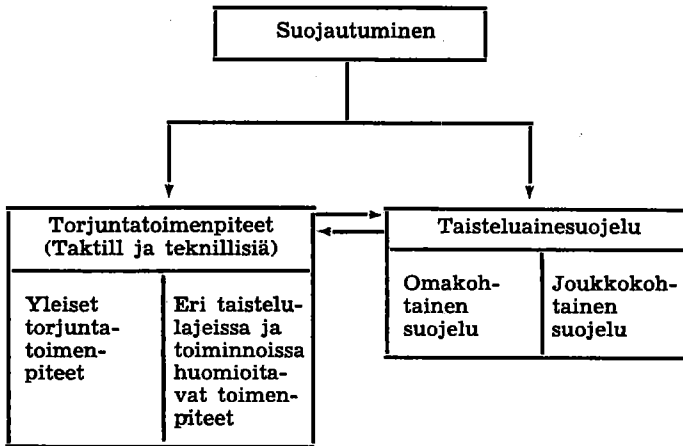 Suojautuminen
Torjuntatoimenpiteet
(Taktill ja teknillisiä)
Yleiset
torjunta-
toimen-
piteet
Eri taistelu-
lajeissa ja
toiminnoissa
huomioita-
vat toimen-
piteet
Taisteluainesuojelu
Omakoh-
tainen
suojelu
Joukkokoh-
tainen
suojelu